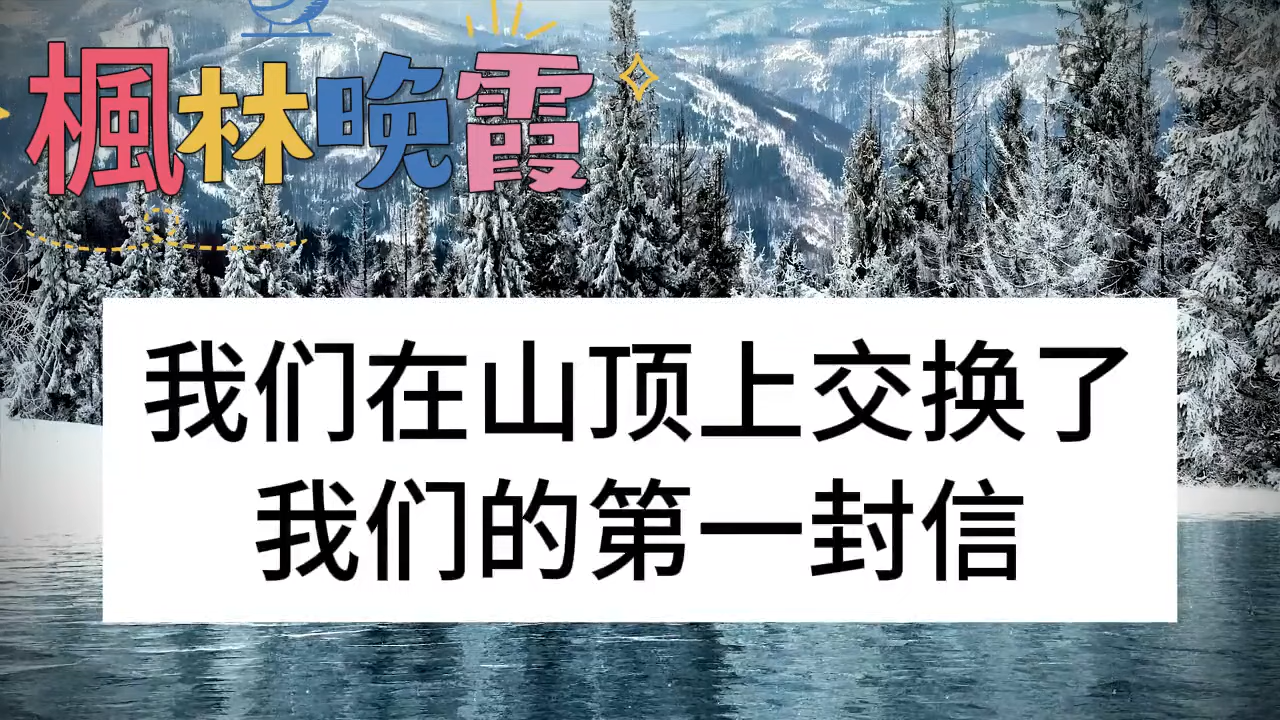 楓林晚霞
我们在山顶上交换了
我们的第一封信